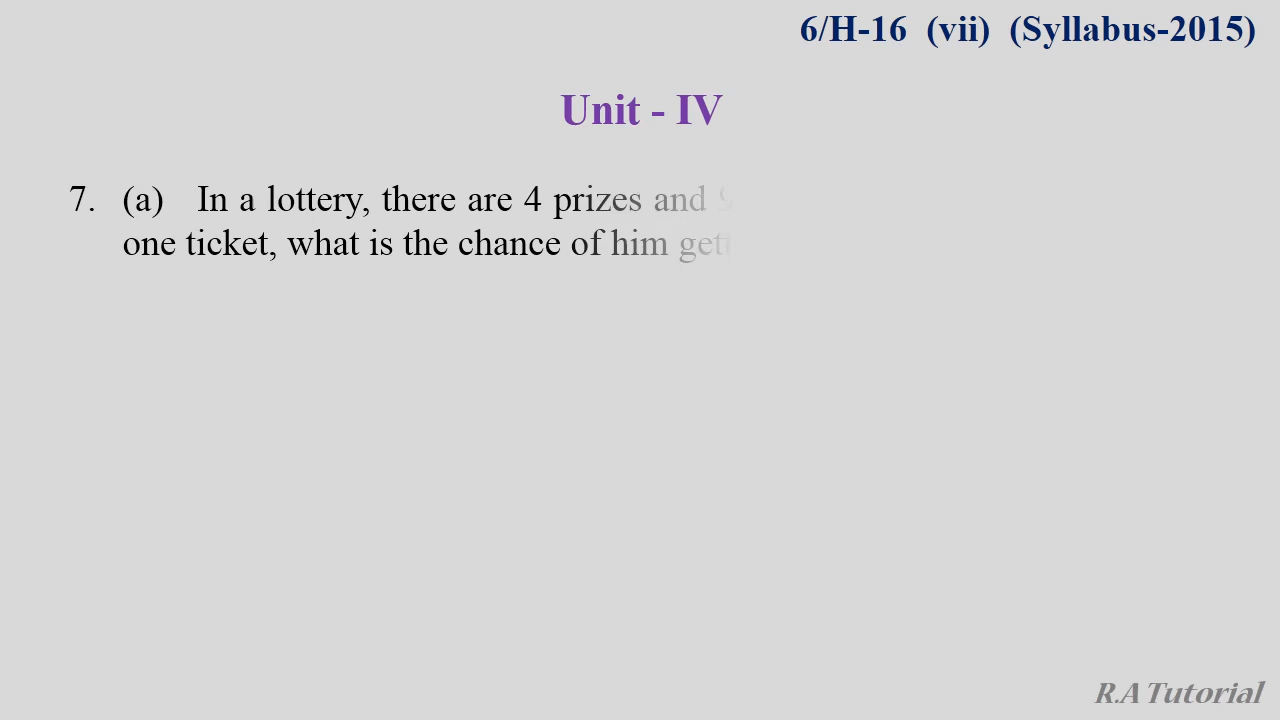 6/H-16 (vii) (Syllabus-2015)
Unit - IV
7. (a) In a lottery, there are 4 prizes and
one ticket, what is the chance of him
R.A Tutorial